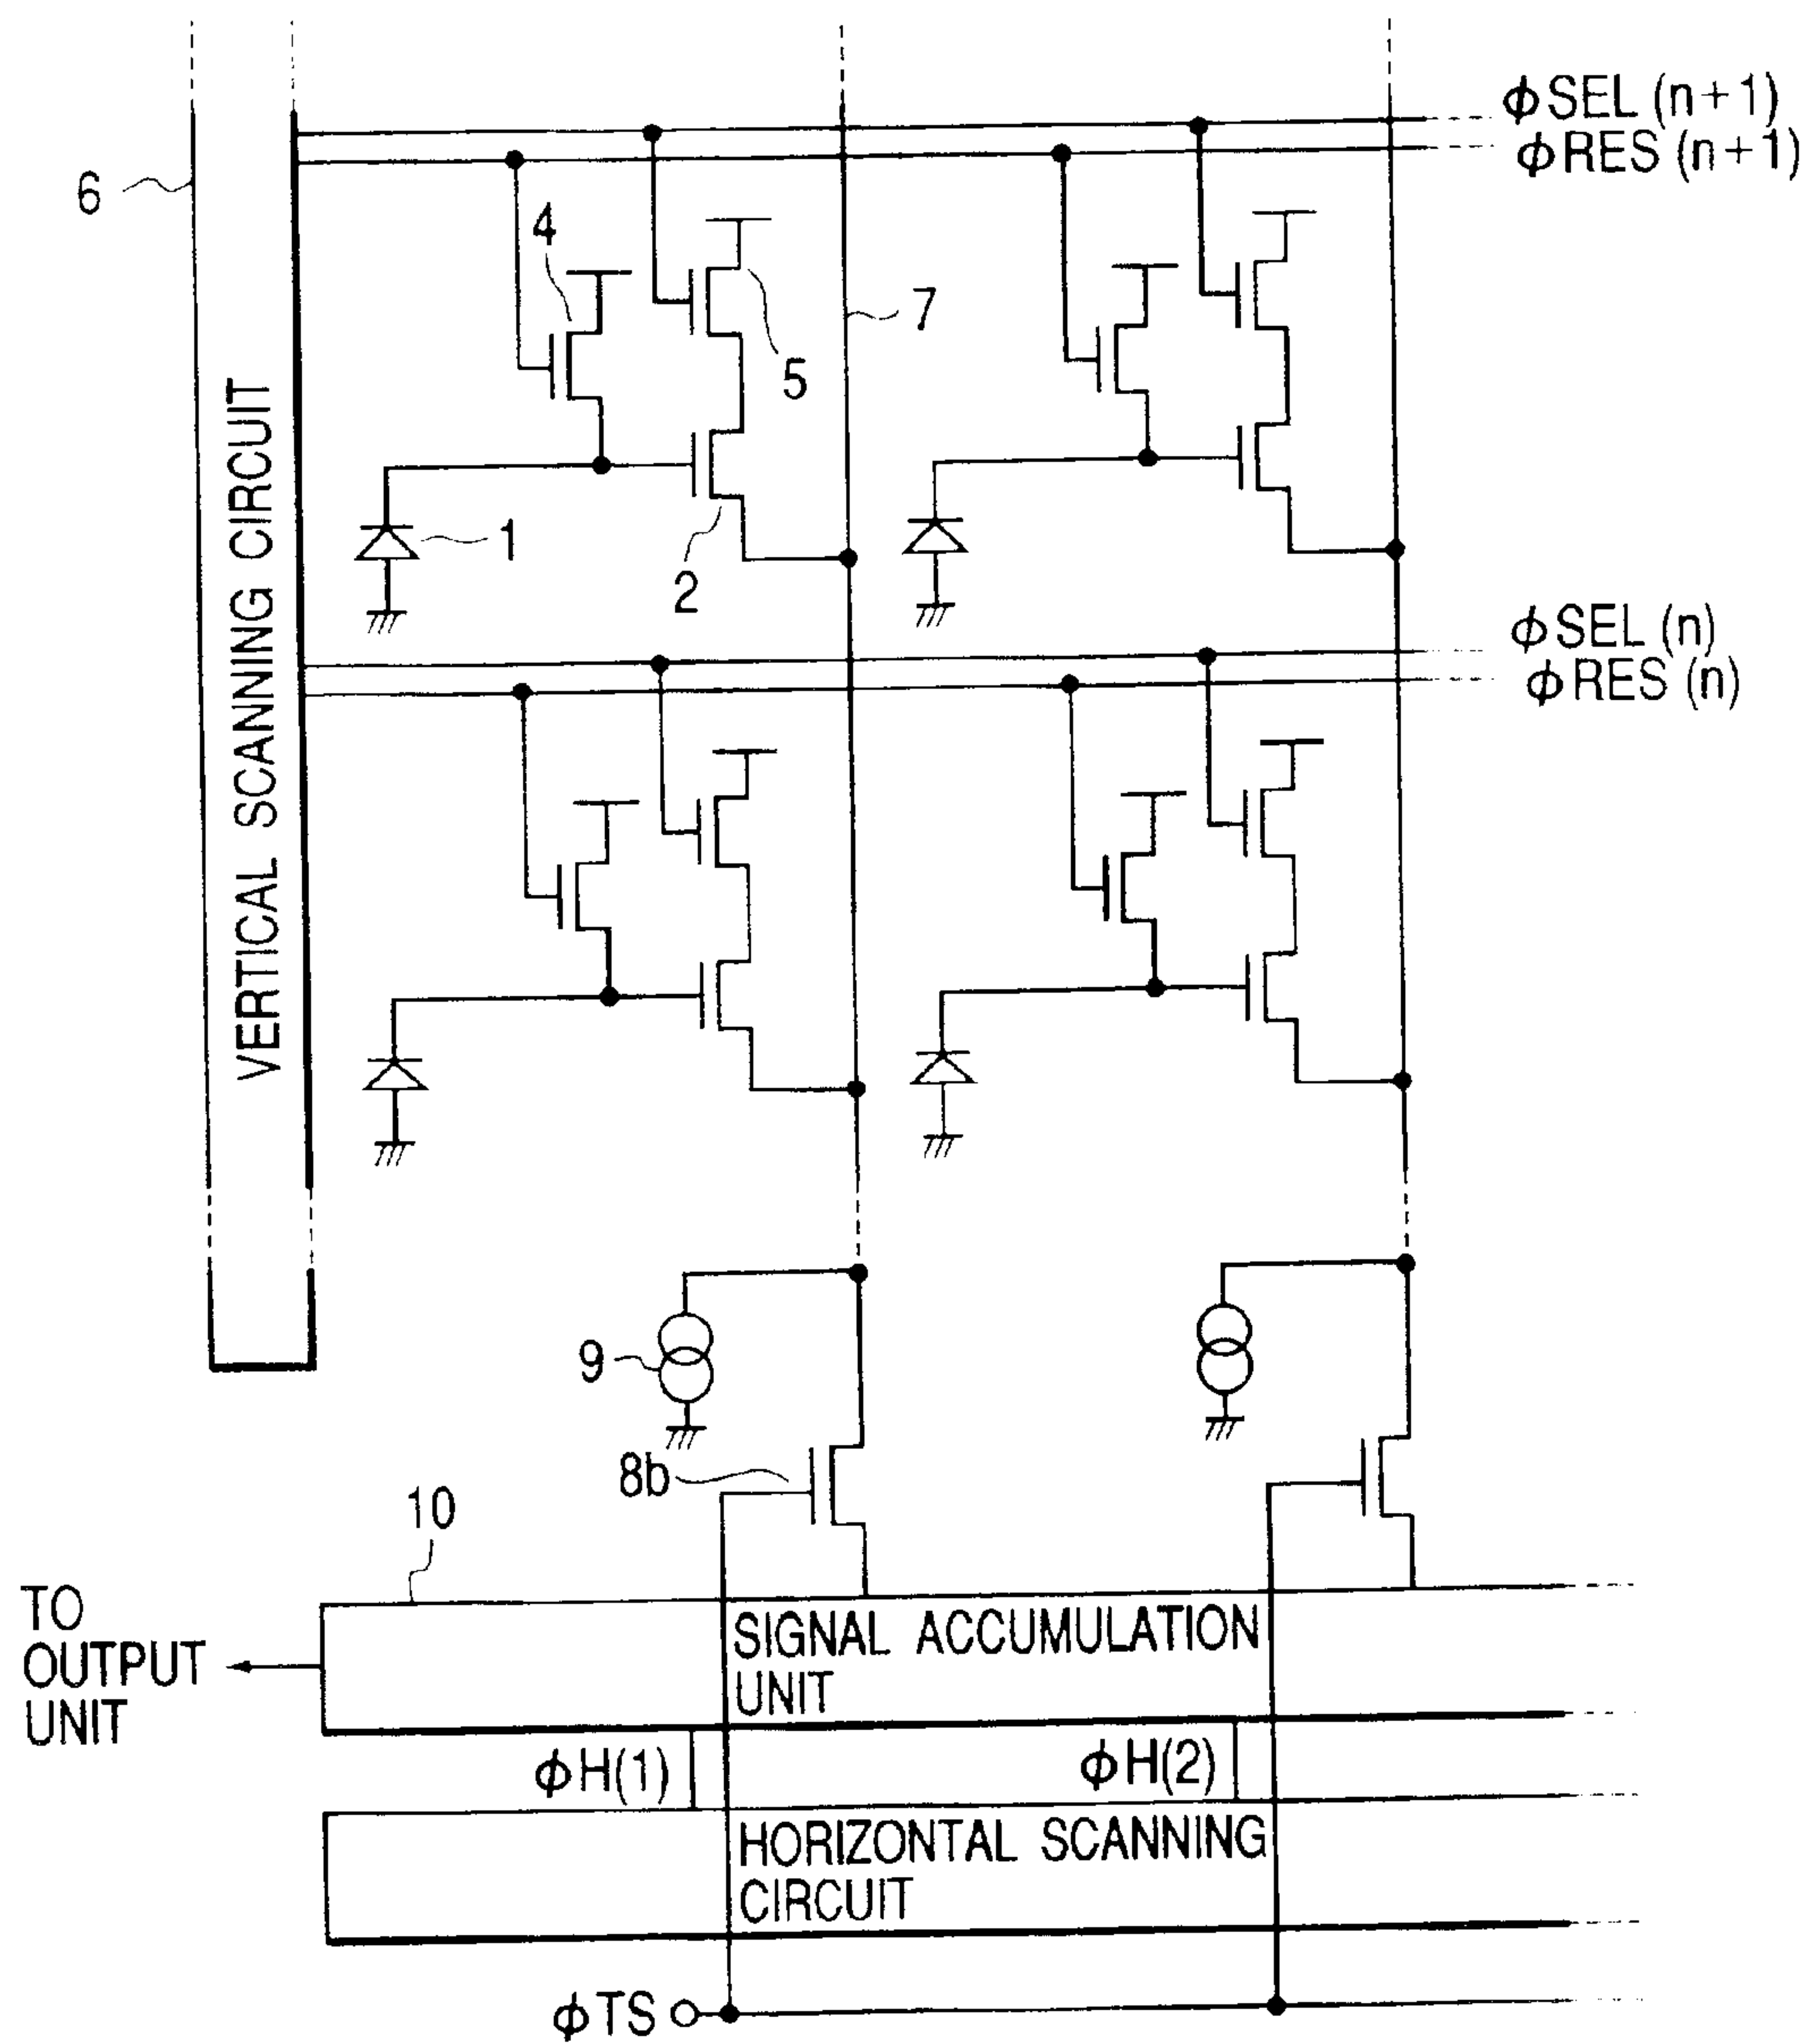 φSEL (n+1)
φRES (n+1)
6
4
7
5
VERTICAL SCANNING CIRCUIT
1
2
φSEL (n)
φRES (n)
9
8b
10
TO
OUTPUT
UNIT
SIGNAL ACCUMULATION
UNIT
φH(1)
φH(2)
HORIZONTAL SCANNING
CIRCUIT
φTS